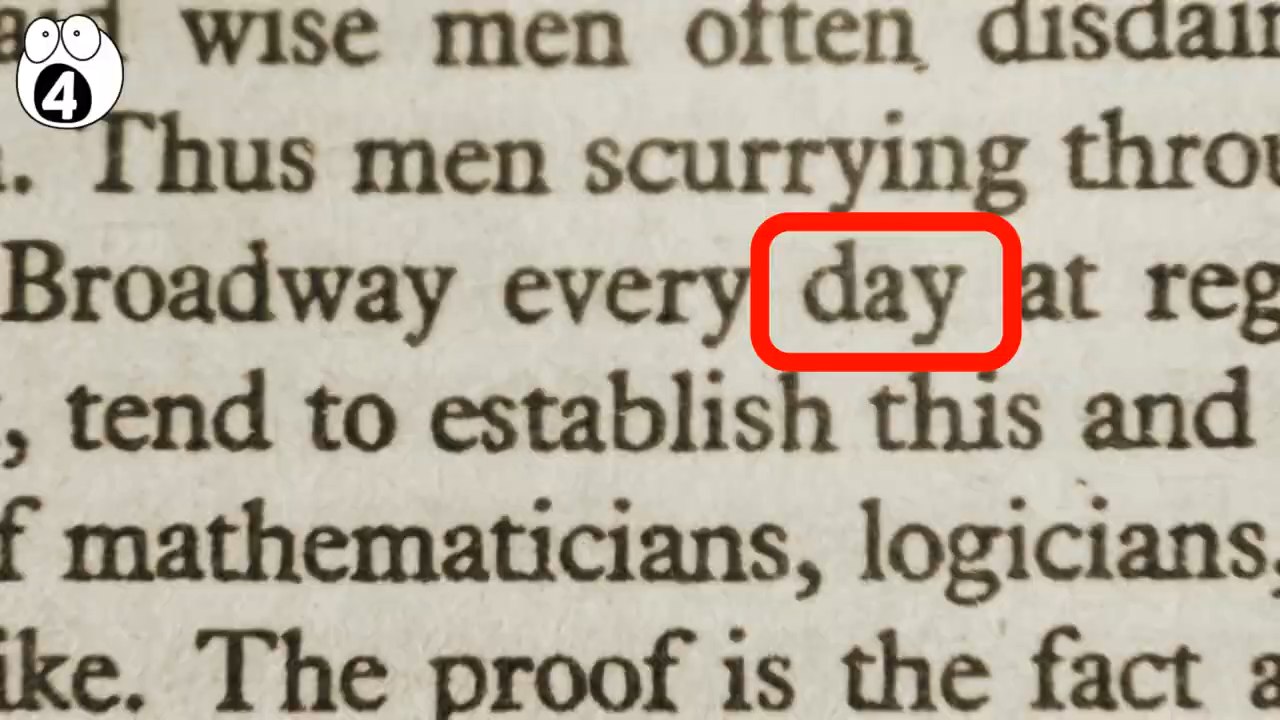 4
wise men often disdain
. Thus men scurrying throu
Broadway every day at reg
, tend to establish this and
f mathematicians, logicians,
ike. The proof is the fact a